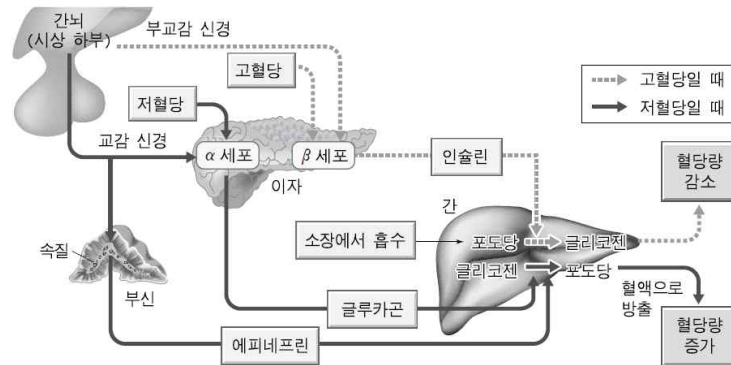 간뇌
(시상 하부)
부교감 신경
고혈당
고혈당일 때
저혈당일 때
저혈당
교감 신경
α 세포
β 세포
이자
인슐린
혈당량
감소
간
소장에서 흡수
포도당
글리코젠
글리코젠
포도당
속질
부신
글루카곤
혈액으로
방출
에피네프린
혈당량
증가